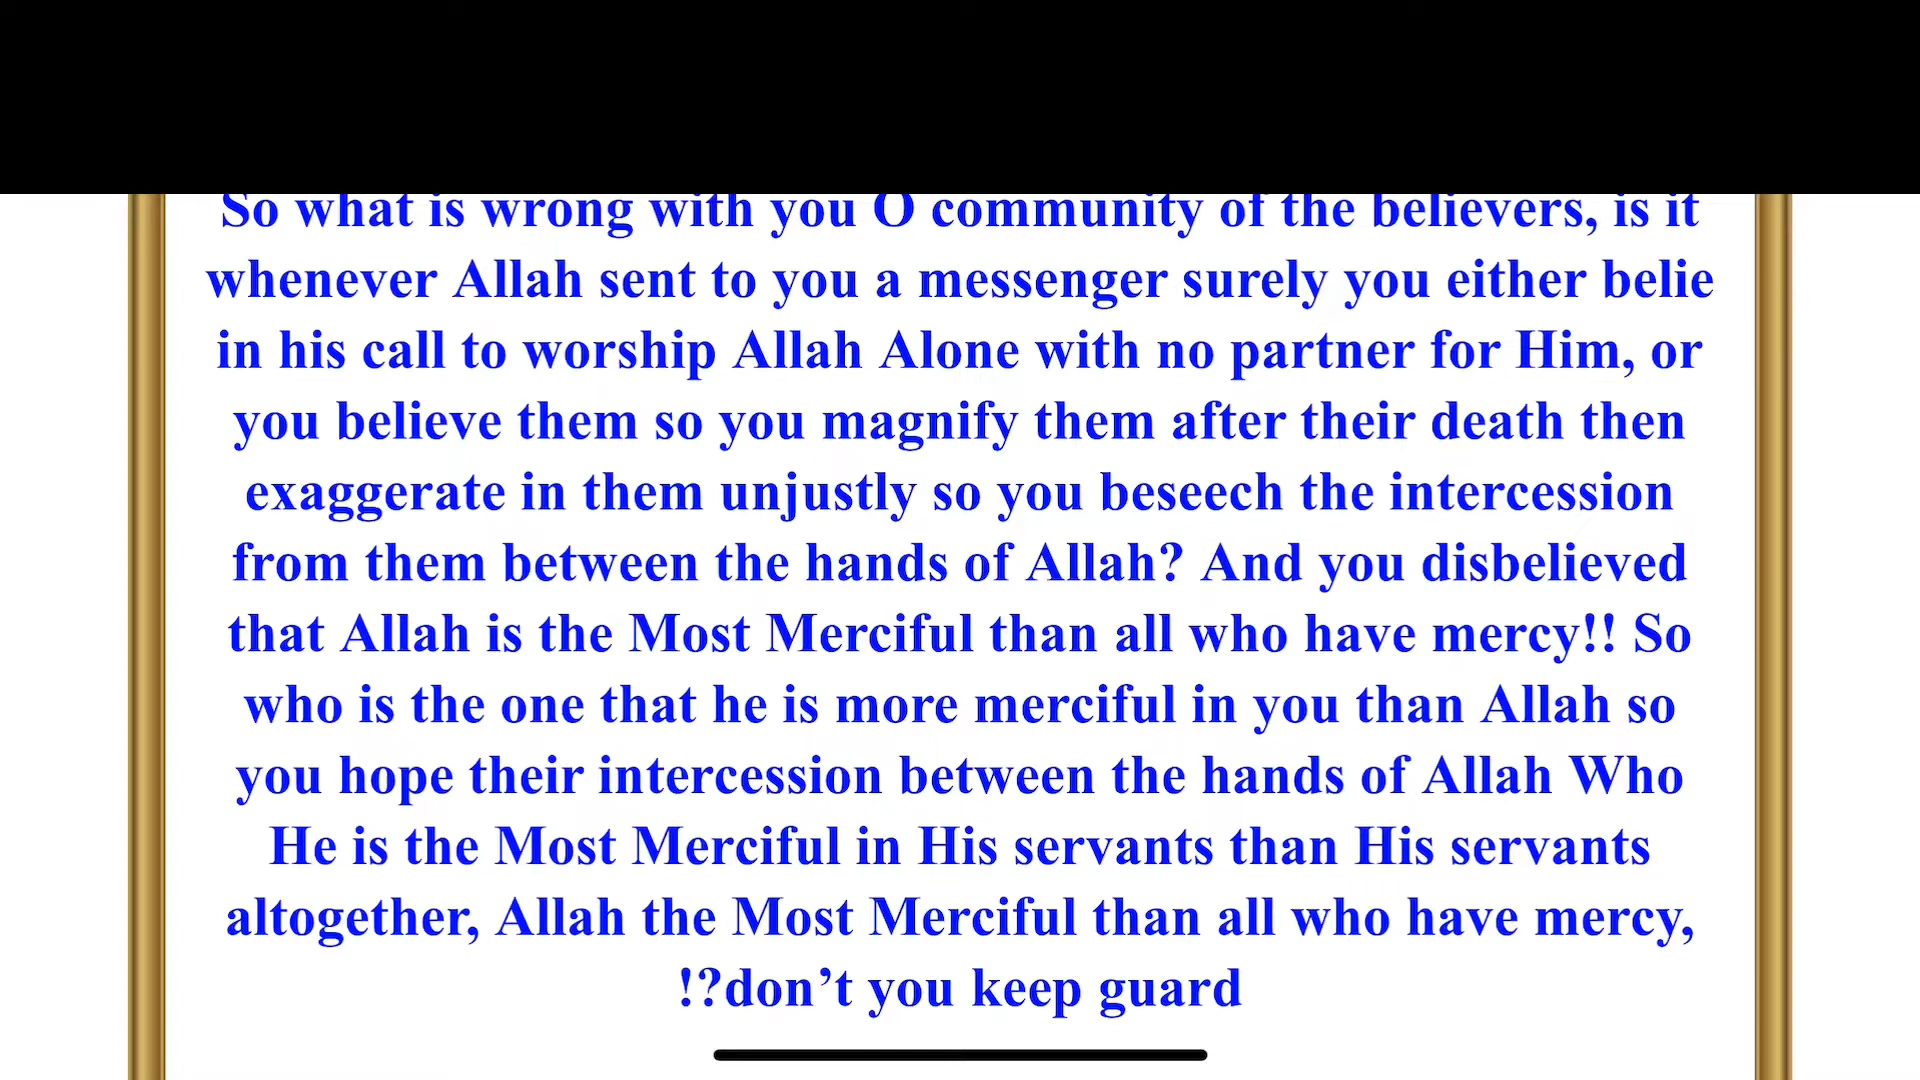 So what is wrong with you O community of the believers, is it
whenever Allah sent to you a messenger surely you either belie
in his call to worship Allah Alone with no partner for Him, or
you believe them so you magnify them after their death then
exaggerate in them unjustly so you beseech the intercession
from them between the hands of Allah? And you disbelieved
that Allah is the Most Merciful than all who have mercy!! So
who is the one that he is more merciful in you than Allah so
you hope their intercession between the hands of Allah Who
He is the Most Merciful in His servants than His servants
altogether, Allah the Most Merciful than all who have mercy,
!?don’t you keep guard